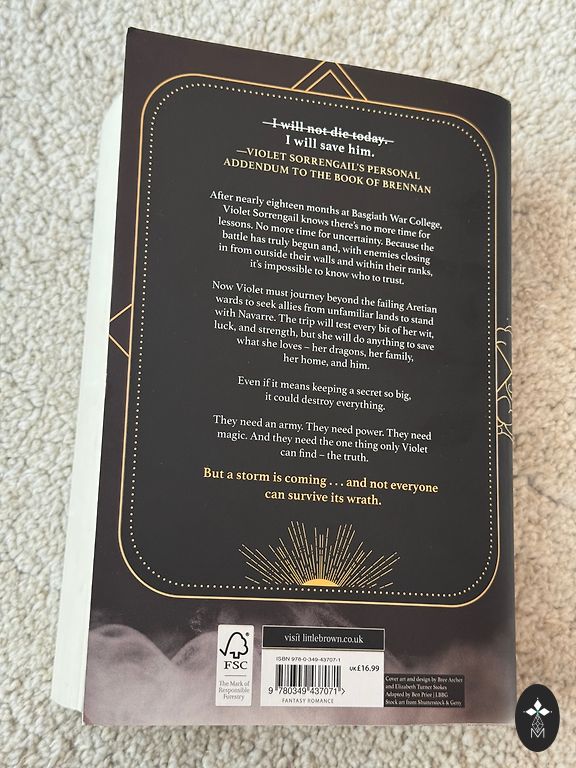 I will not die today.
I will save him.
—VIOLET SORRENGAIL'S PERSONAL
ADDENDUM TO THE BOOK OF BRENNAN
After nearly eighteen months at Basgiath War College,
Violet Sorrengail knows there's no more time for
lessons. No more time for uncertainty. Because the
battle has truly begun and, with enemies closing
in from outside their walls and within their ranks,
it's impossible to know who to trust.
Now Violet must journey beyond the failing Aretian
wards to seek allies from unfamiliar lands to stand
with Navarre. The trip will test every bit of her wit,
luck, and strength, but she will do anything to save
what she loves – her dragons, her family,
her home, and him.
Even if it means keeping a secret so big,
it could destroy everything.
They need an army. They need power. They need
magic. And they need the one thing only Violet
can find – the truth.
But a storm is coming . . . and not everyone
can survive its wrath.
visit littlebrown.co.uk
FSC
The Mark of
Responsible
Forestry
ISBN 978-0-349-43707-1
9 780349 437071 >
FANTASY ROMANCE
UK £16.99
Cover art and design by Bree Archer
and Elizabeth Turner Stokes
Adapted by Ben Prior | LBBG
Stock art from Shutterstock & Getty
M